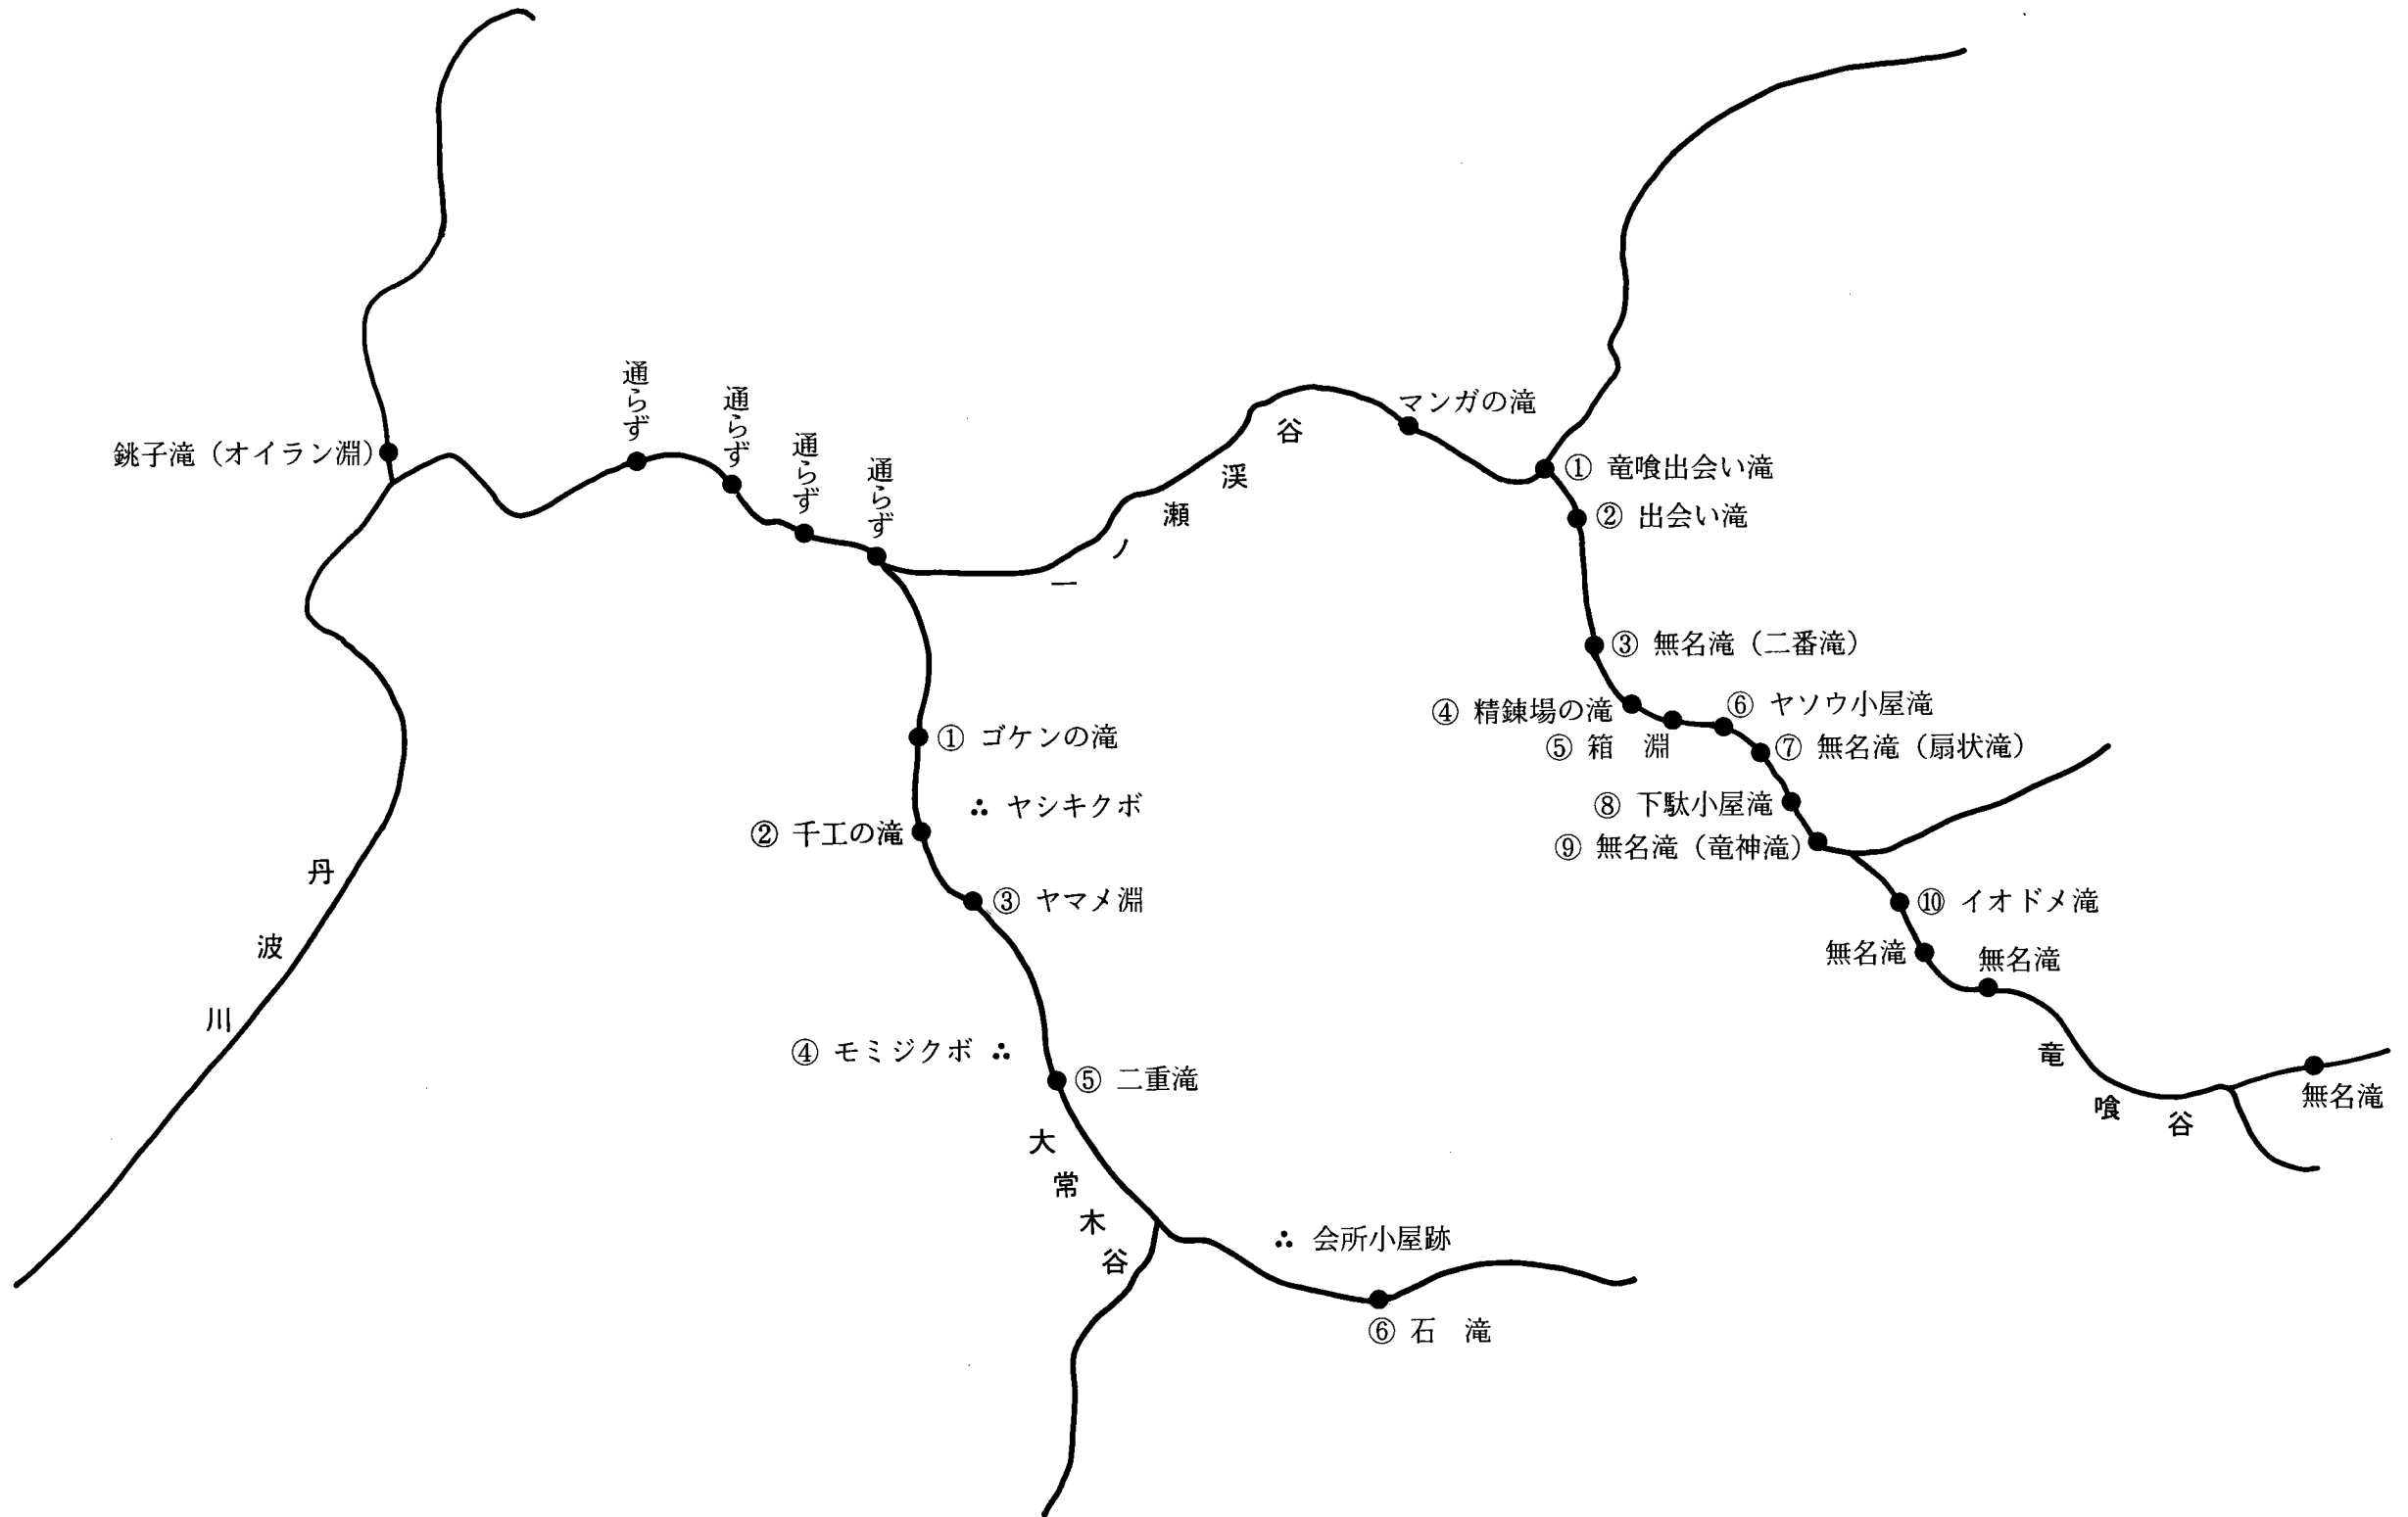 銚子滝（オイラン淵）
通らず
通らず
通らず
通らず
一ノ瀬渓谷
マンガの滝
① 竜喰出会い滝
② 出会い滝
③ 無名滝（二番滝）
④ 精錬場の滝
⑤ 箱　淵
⑥ ヤソウ小屋滝
⑦ 無名滝（扇状滝）
⑧ 下駄小屋滝
⑨ 無名滝（竜神滝）
⑩ イオドメ滝
無名滝
無名滝
竜喰谷
無名滝
① ゴケンの滝
ヤシキクボ
② 千工の滝
③ ヤマメ淵
④ モミジクボ
⑤ 二重滝
大常木谷
会所小屋跡
⑥ 石　滝
丹波川